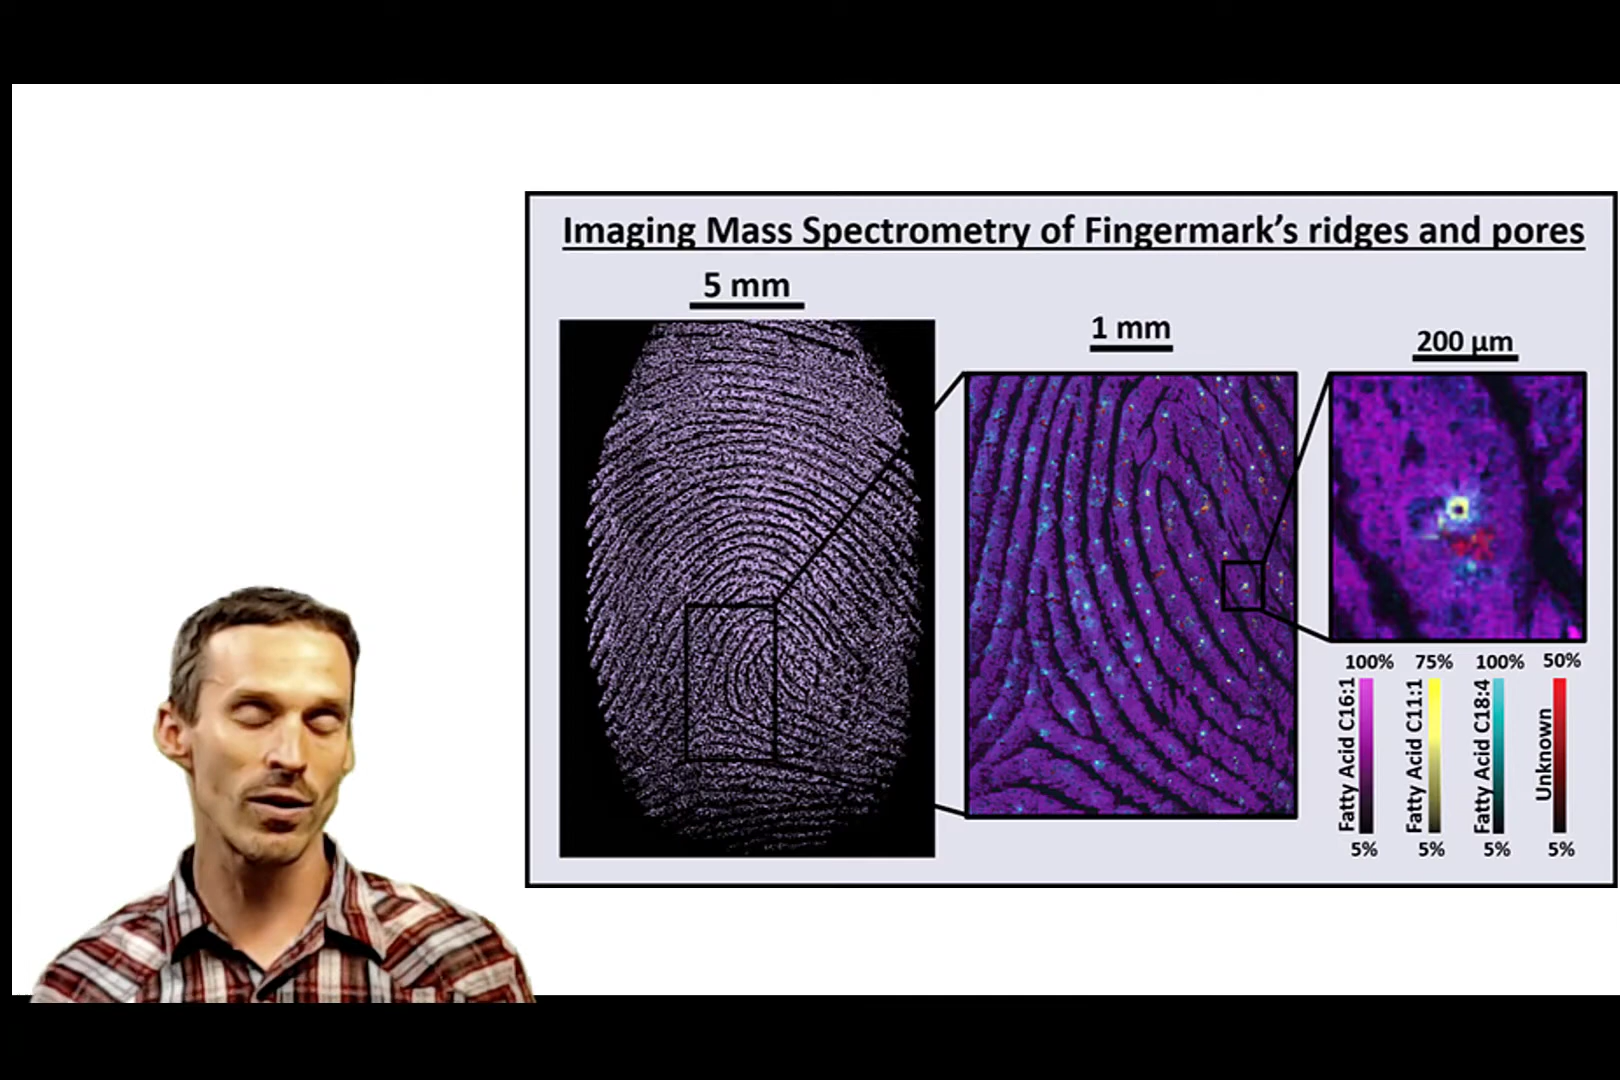 Imaging Mass Spectrometry of Fingermark's ridges and pores
5 mm
1 mm
200 µm
100%
75%
100%
50%
Fatty Acid C16:1
Fatty Acid C11:1
Fatty Acid C18:4
Unknown
5%
5%
5%
5%